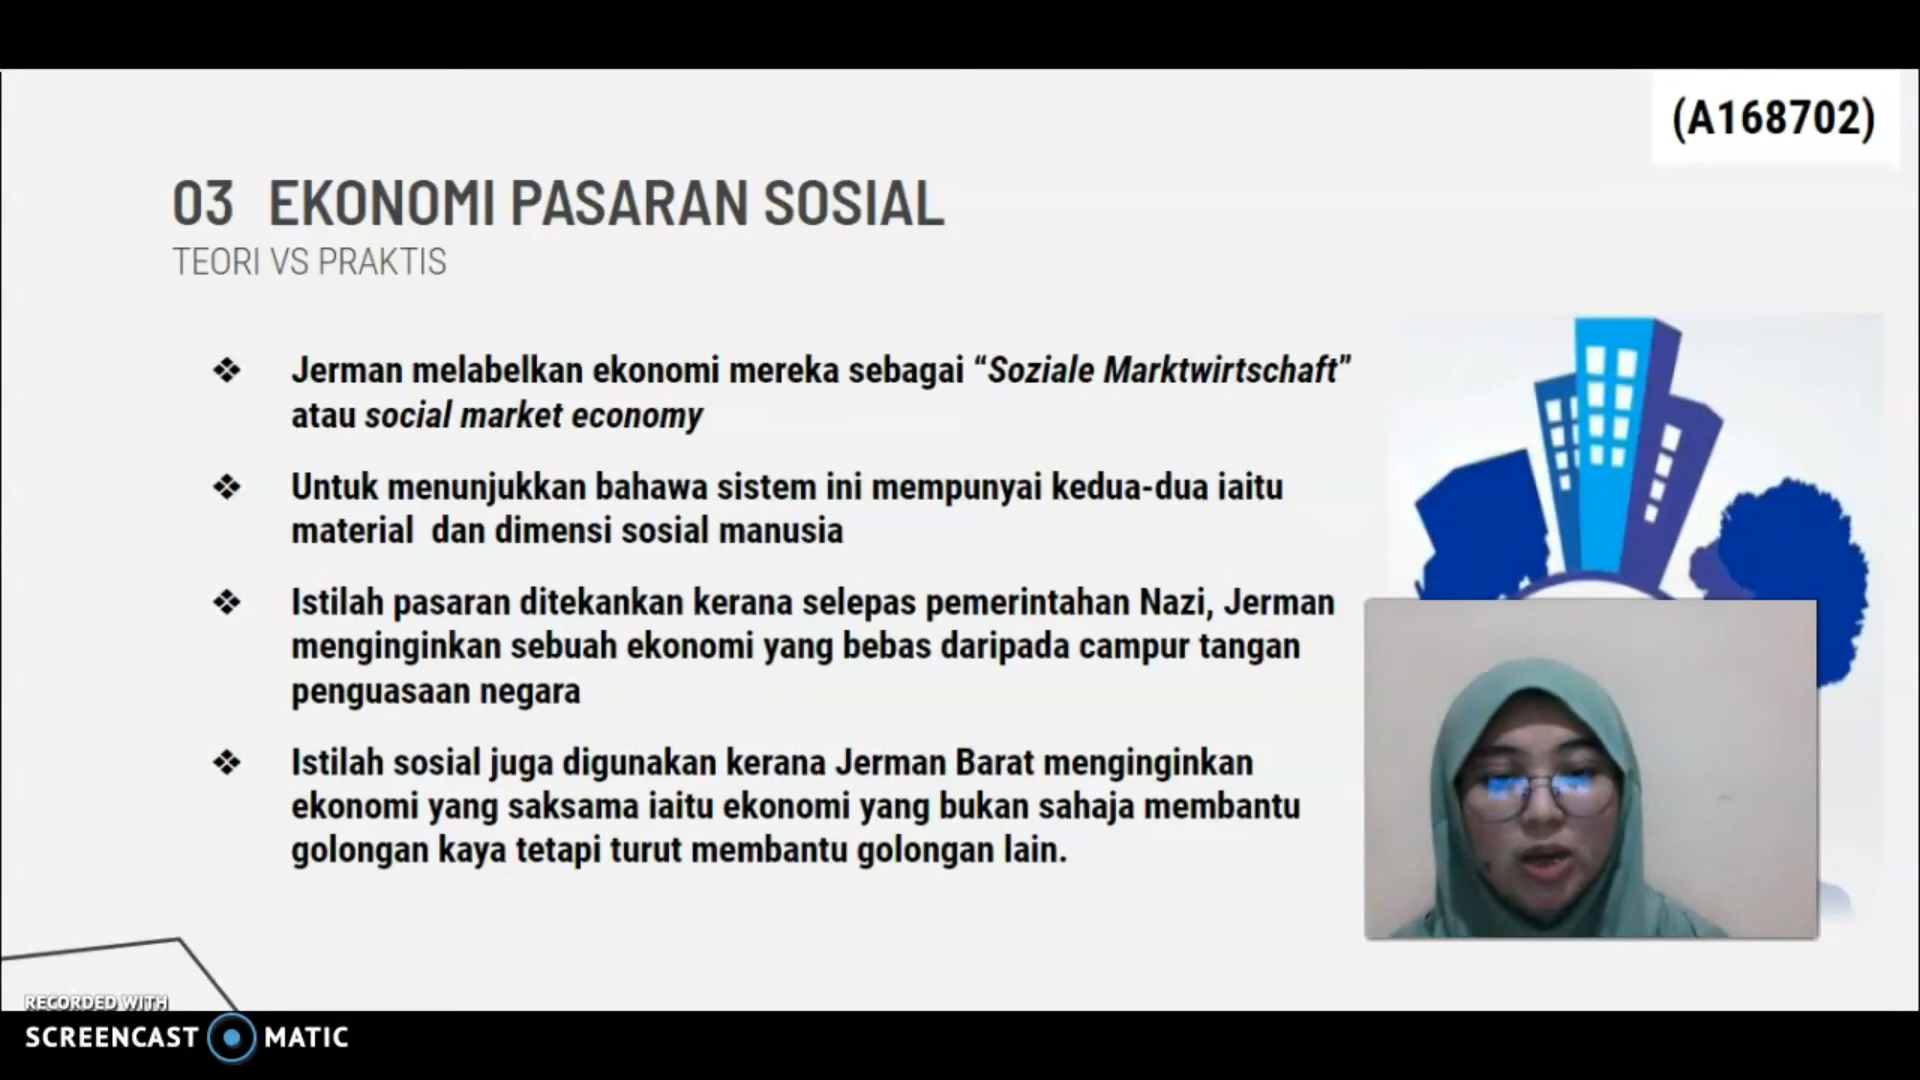 (A168702)
03 EKONOMI PASARAN SOSIAL
TEORI VS PRAKTIS
❖ Jerman melabelkan ekonomi mereka sebagai “Soziale Marktwirtschaft”
atau social market economy
❖ Untuk menunjukkan bahawa sistem ini mempunyai kedua-dua iaitu
material dan dimensi sosial manusia
❖ Istilah pasaran ditekankan kerana selepas pemerintahan Nazi, Jerman
menginginkan sebuah ekonomi yang bebas daripada campur tangan
penguasaan negara
❖ Istilah sosial juga digunakan kerana Jerman Barat menginginkan
ekonomi yang saksama iaitu ekonomi yang bukan sahaja membantu
golongan kaya tetapi turut membantu golongan lain.
RECORDED WITH
SCREENCAST MATIC